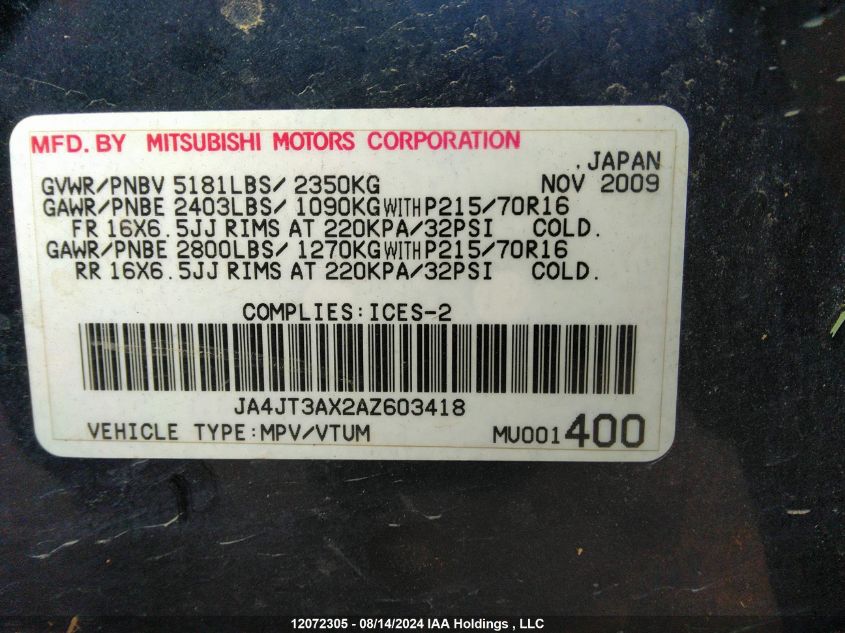 MFD. BY MITSUBISHI MOTORS CORPORATION
.JAPAN
GVWR/PNBV 5181LBS/ 2350KG NOV 2009
GAWR/PNBE 2403LBS/ 1090KG WITH P215/70R16
FR 16X6.5JJ RIMS AT 220KPA/32PSI COLD.
GAWR/PNBE 2800LBS/ 1270KG WITH P215/70R16
RR 16X6.5JJ RIMS AT 220KPA/32PSI COLD.
COMPLIES:ICES-2
JA4JT3AX2AZ603418
VEHICLE TYPE:MPV/VTUM MU001400
12072305 - 08/14/2024 IAA Holdings , LLC